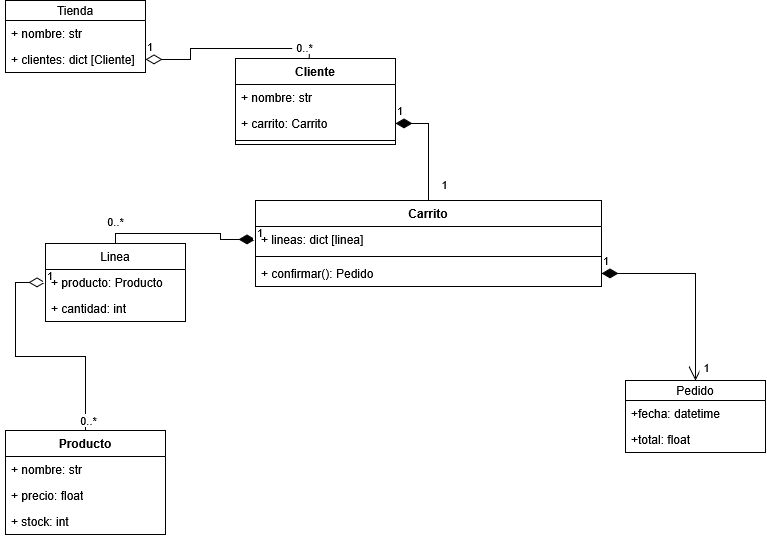 Tienda
+ nombre: str
+ clientes: dict [Cliente]
1
0..*
Cliente
+ nombre: str
+ carrito: Carrito
1
1
Carrito
+ lineas: dict [linea]
1
+ confirmar(): Pedido
1
0..*
Linea
+ producto: Producto
1
+ cantidad: int
1
Pedido
+fecha: datetime
+total: float
0..*
Producto
+ nombre: str
+ precio: float
+ stock: int